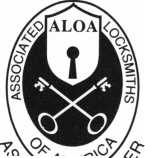 ASSOCIATED
LOCKSMITHS
ALOA
OF AMERICA